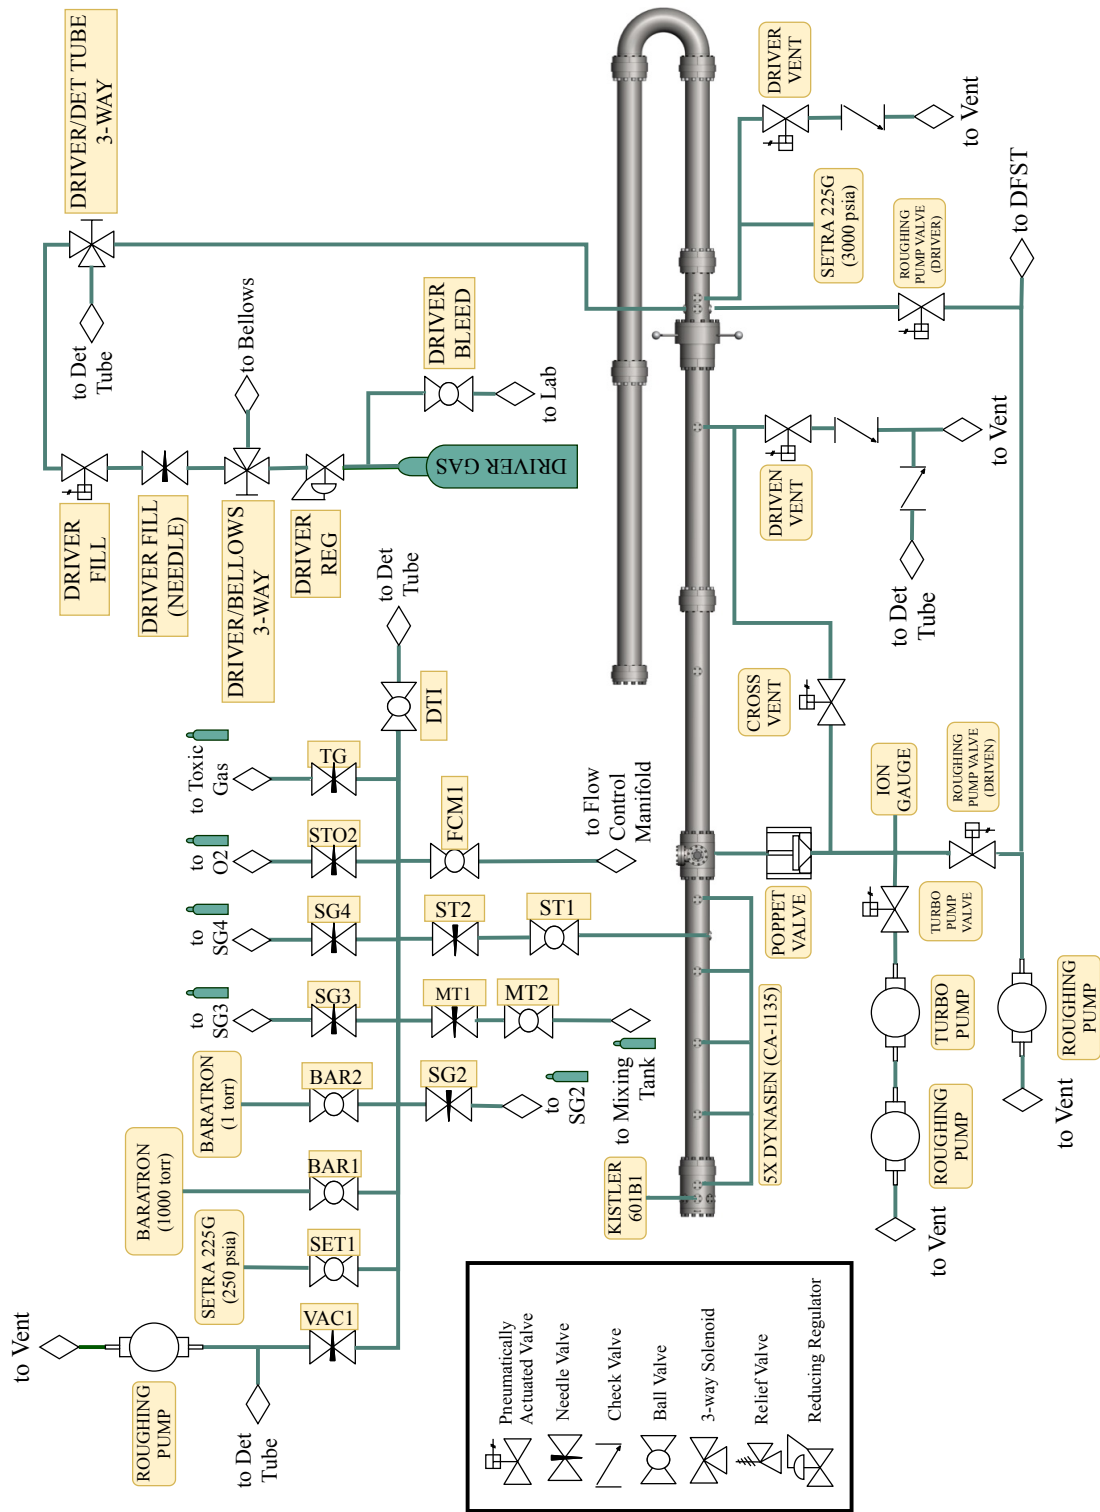 DRIVER/DET TUBE
3-WAY
to Det
Tube
DRIVER
FILL
DRIVER FILL
(NEEDLE)
DRIVER/BELLOWS
3-WAY
to Bellows
DRIVER
REG
DRIVER
BLEED
to Lab
DRIVER GAS
DRIVER
VENT
to Vent
SETRA 225G
(3000 psia)
ROUGHING
PUMP VALVE
(DRIVER)
to DFST
DRIVEN
VENT
to Vent
to Det
Tube
CROSS
VENT
ION
GAUGE
ROUGHING
PUMP VALVE
(DRIVEN)
POPPET
VALVE
TURBO
PUMP
VALVE
TURBO
PUMP
ROUGHING
PUMP
to Vent
ROUGHING
PUMP
to Vent
5X DYNASEN (CA-1135)
KISTLER
601B1
to Det
Tube
DTI
to Toxic
Gas
TG
to
O2
STO2
FCM1
to Flow
Control
Manifold
to
SG4
SG4
ST2
ST1
to
SG3
SG3
MT1
MT2
to Mixing
Tank
BARATRON
(1 torr)
BAR2
SG2
to
SG2
BARATRON
(1000 torr)
BAR1
SETRA 225G
(250 psia)
SET1
VAC1
to Vent
ROUGHING
PUMP
to Det
Tube
Pneumatically
Actuated Valve
Needle Valve
Check Valve
Ball Valve
3-way Solenoid
Relief Valve
Reducing Regulator